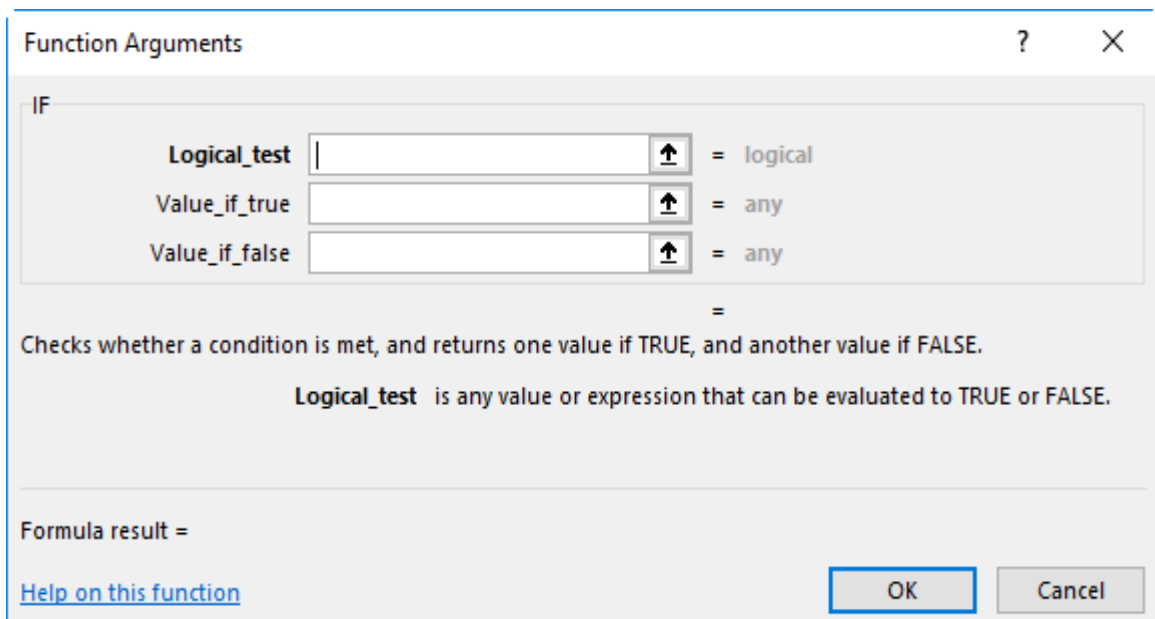 Function Arguments ?
IF
Logical_test = logical
Value_if_true = any
Value_if_false = any
=
Checks whether a condition is met, and returns one value if TRUE, and another value if FALSE.
Logical_test is any value or expression that can be evaluated to TRUE or FALSE.
Formula result =
Help on this function OK Cancel